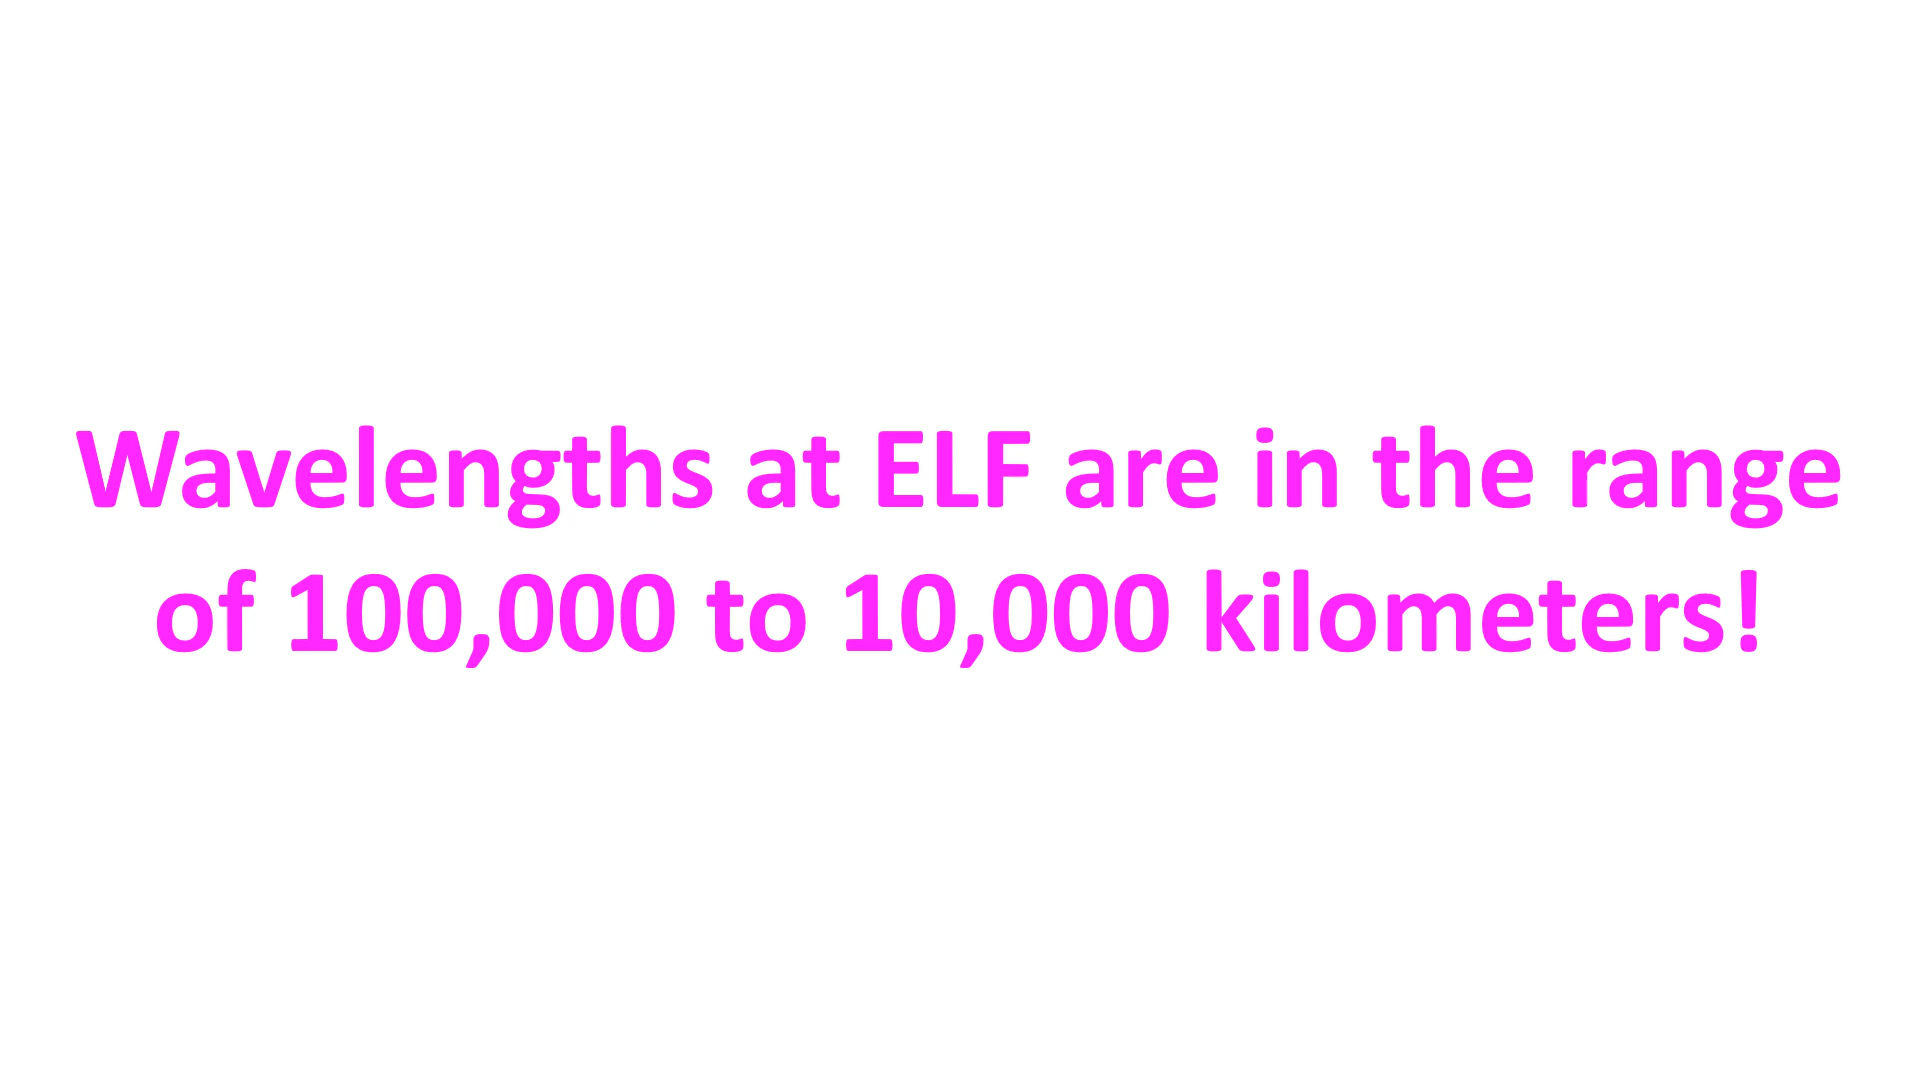 Wavelengths at ELF are in the range
of 100,000 to 10,000 kilometers!